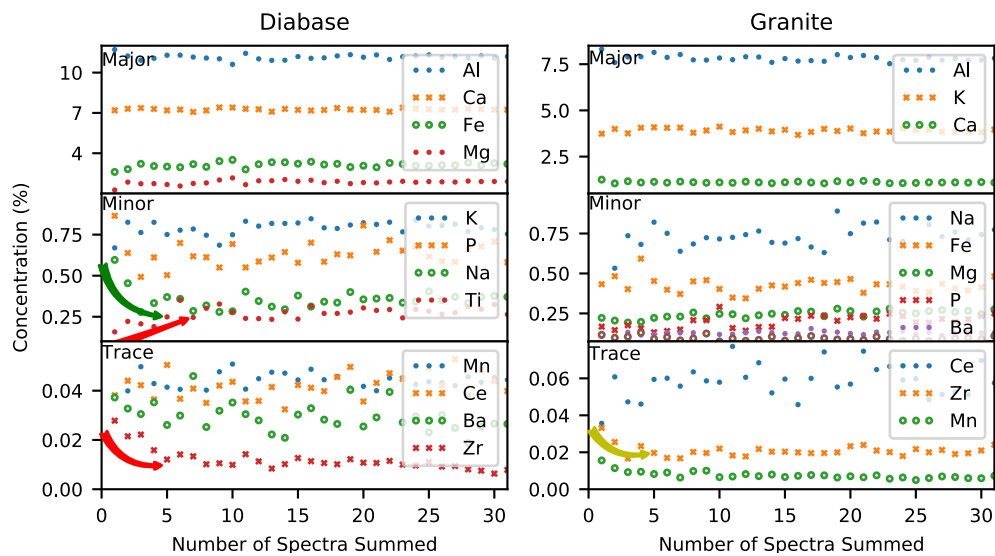 Diabase
Granite
Concentration (%)
Major
10
7
4
Al
Ca
Fe
Mg
Minor
0.75
0.50
0.25
K
P
Na
Ti
Trace
0.04
0.02
0.00
Mn
Ce
Ba
Zr
0 5 10 15 20 25 30
Number of Spectra Summed
Major
7.5
5.0
2.5
Al
K
Ca
Minor
0.75
0.50
0.25
Na
Fe
Mg
P
Ba
Trace
0.06
0.04
0.02
0.00
Ce
Zr
Mn
0 5 10 15 20 25 30
Number of Spectra Summed